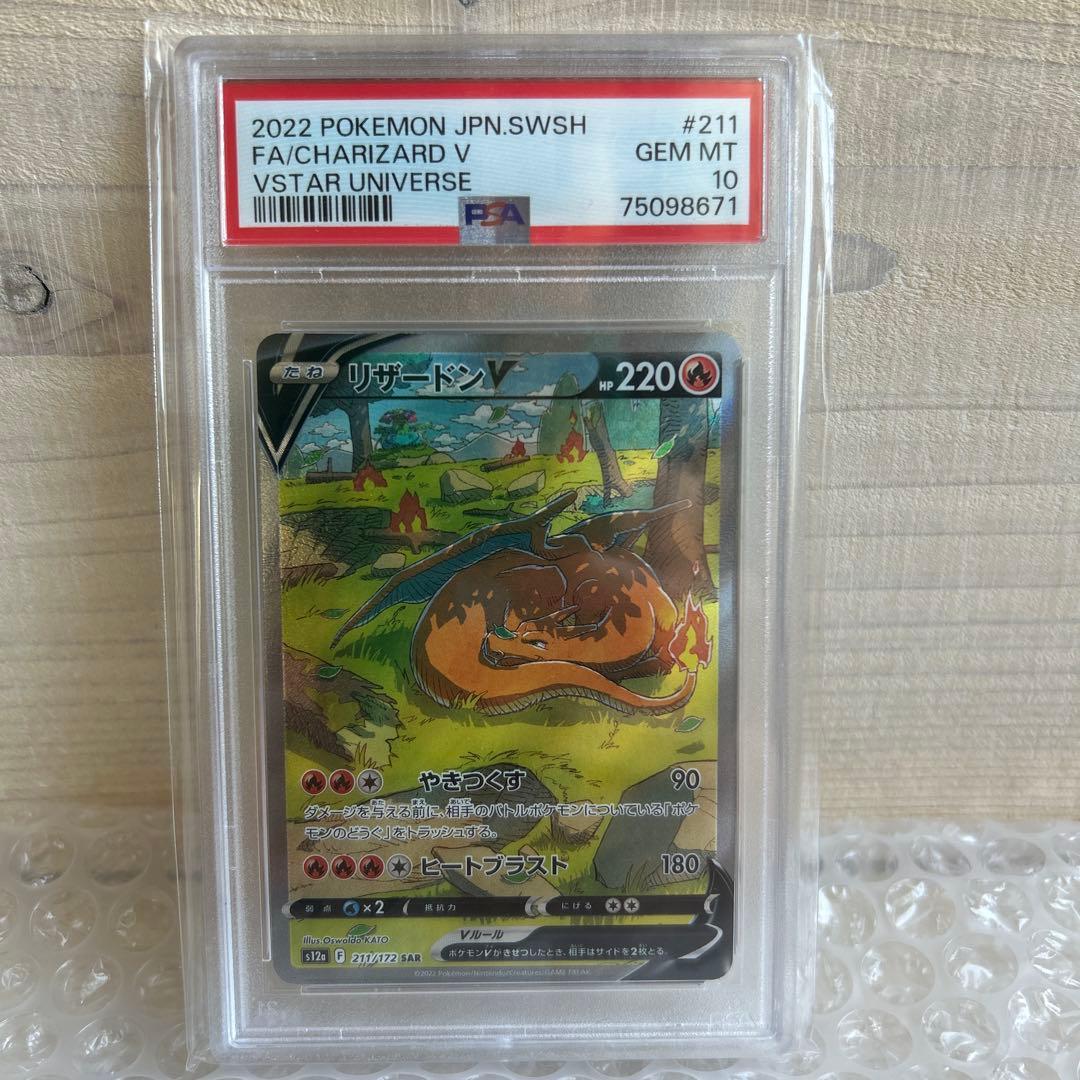 2022 POKEMON JPN.SWSH #211
FA/CHARIZARD V GEM MT
VSTAR UNIVERSE 10
PSA 75098671
たね リザードンV HP 220
やきつくす 90
ダメージを与える前に、相手のバトルポケモンについている「ポケ
モンのどうぐ」をトラッシュする。
ヒートブラスト 180
弱点 ×2 抵抗力 にげる
Vルール
Illus.Oswaldo KATO
ポケモンVがきぜつしたとき、相手はサイドを2枚とる。
s12a F 211/172 SAR
©2022 Pokémon/Nintendo/Creatures/GAME FREAK.